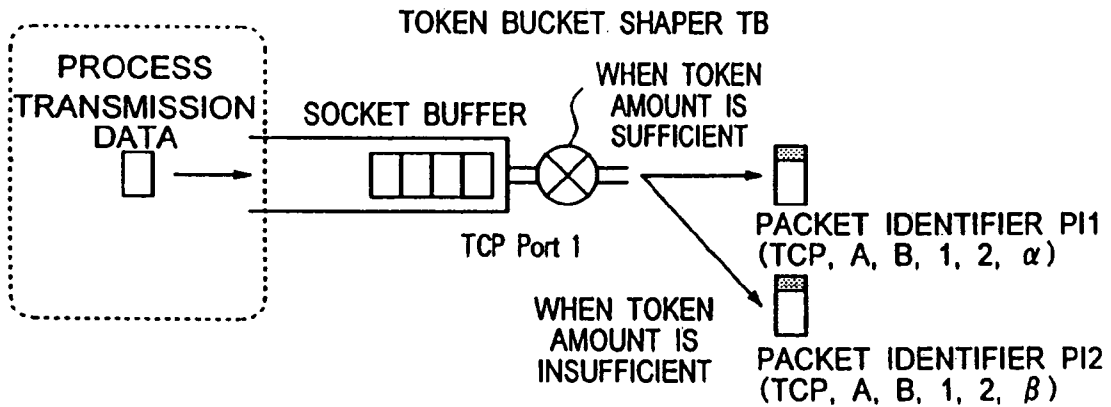 TOKEN BUCKET SHAPER TB
PROCESS
TRANSMISSION
DATA
SOCKET BUFFER
WHEN TOKEN
AMOUNT IS
SUFFICIENT
TCP Port 1
PACKET IDENTIFIER PI1
(TCP, A, B, 1, 2, α)
WHEN TOKEN
AMOUNT IS
INSUFFICIENT
PACKET IDENTIFIER PI2
(TCP, A, B, 1, 2, β)